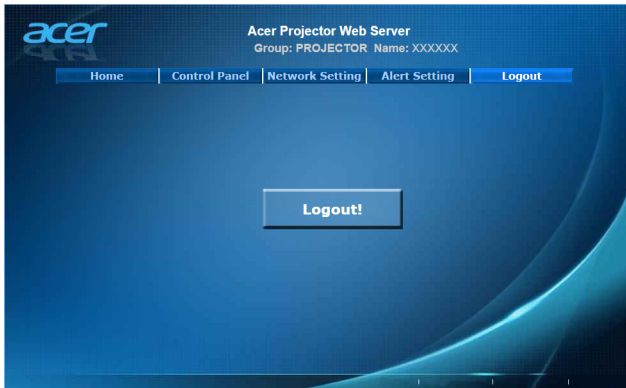 acer
Acer Projector Web Server
Group: PROJECTOR Name: XXXXXX
Home Control Panel Network Setting Alert Setting Logout
Logout!